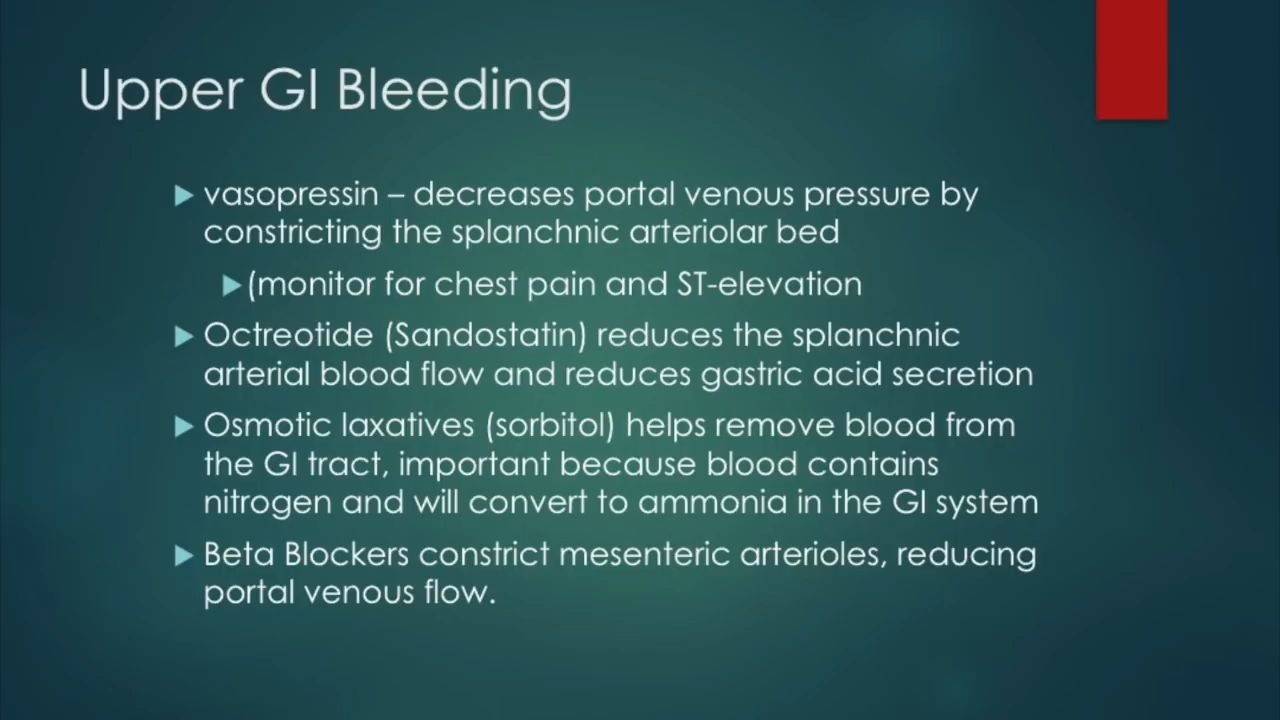 Upper GI Bleeding
vasopressin – decreases portal venous pressure by
constricting the splanchnic arteriolar bed
(monitor for chest pain and ST-elevation
Octreotide (Sandostatin) reduces the splanchnic
arterial blood flow and reduces gastric acid secretion
Osmotic laxatives (sorbitol) helps remove blood from
the GI tract, important because blood contains
nitrogen and will convert to ammonia in the GI system
Beta Blockers constrict mesenteric arterioles, reducing
portal venous flow.